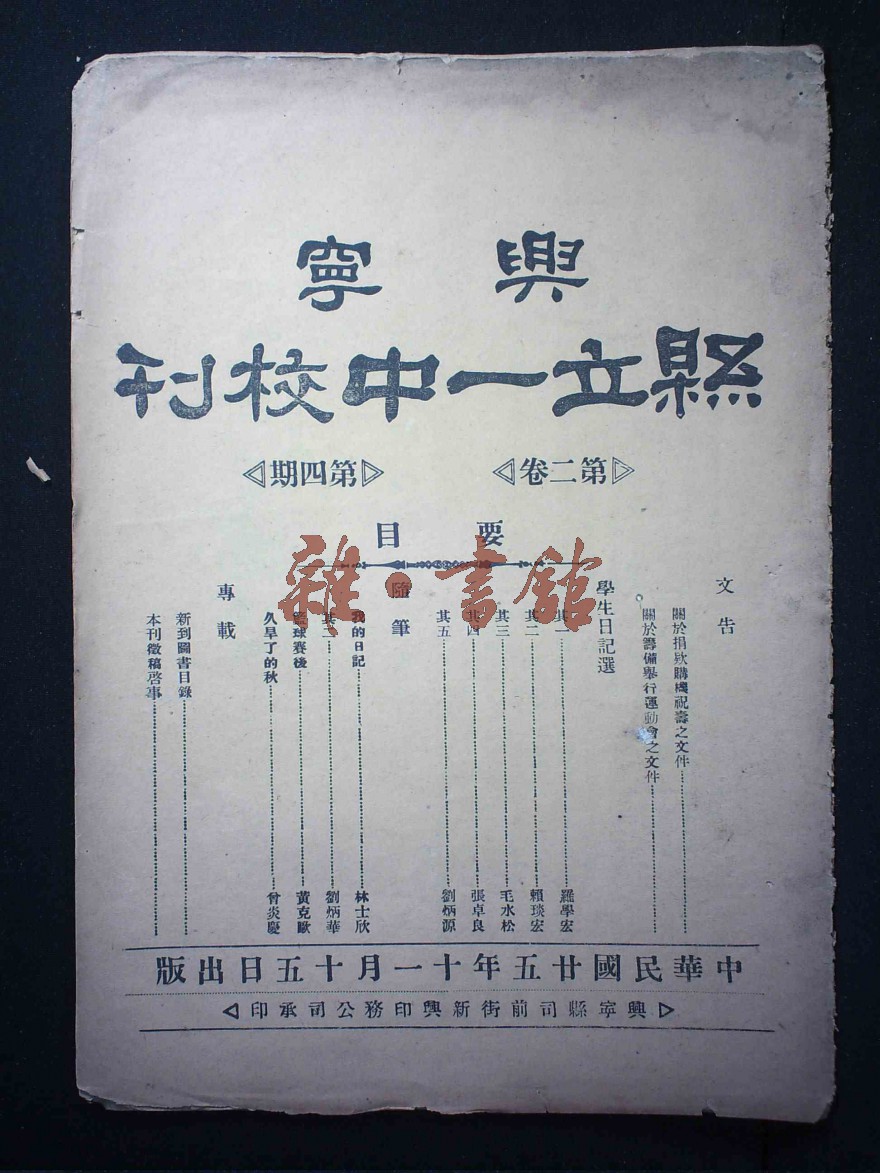 興寧
縣立一中校刊
第二卷
第四期
要目
文告
關於捐欵購機祝壽之文件
關於籌備舉行運動會之文件
學生日記選
其一 羅學宏
其二 賴琰宏
其三 毛水松
其四 張卓良
其五 劉炳源
隨筆
我的日記 林士欣
其二 劉炳華
籃球賽後 黃克歐
久旱了的秋 曾炎慶
專載
新到圖書目錄
本刊徵稿啓事
中華民國廿五年十一月十五日出版
興寧縣司前街新興印務公司承印
雜·書館